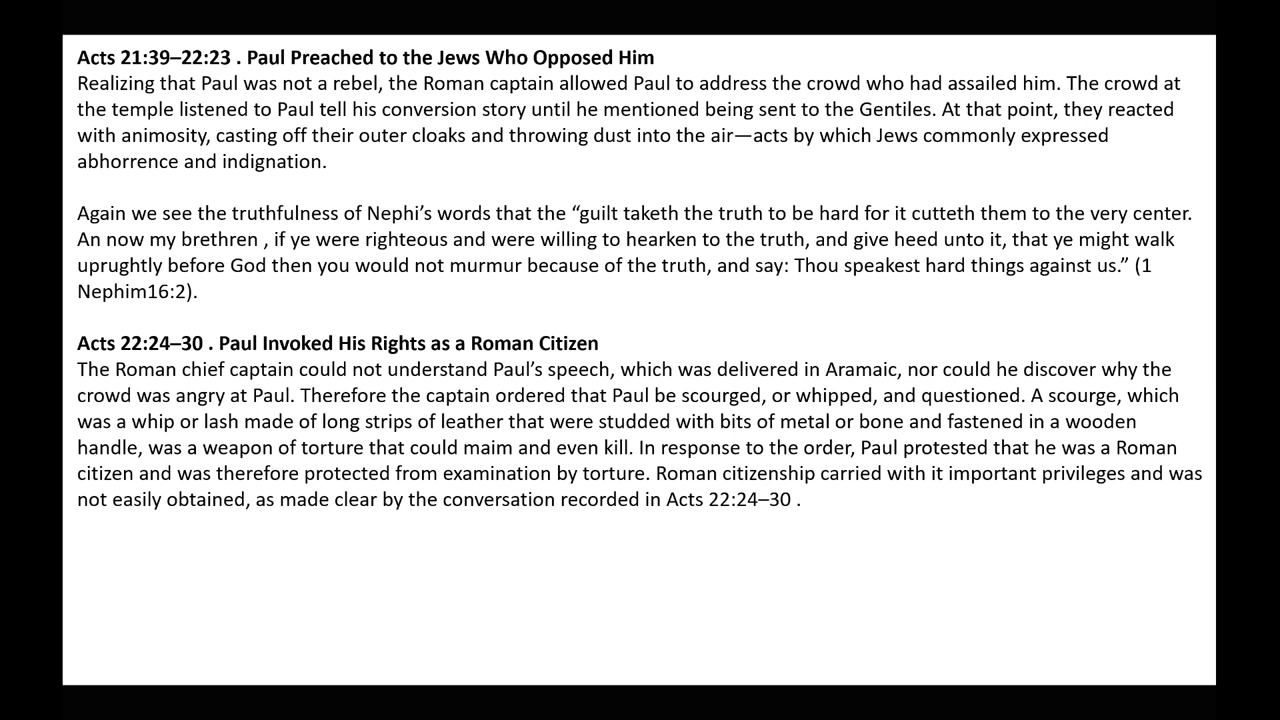 Acts 21:39–22:23 . Paul Preached to the Jews Who Opposed Him
Realizing that Paul was not a rebel, the Roman captain allowed Paul to address the crowd who had assailed him. The crowd at
the temple listened to Paul tell his conversion story until he mentioned being sent to the Gentiles. At that point, they reacted
with animosity, casting off their outer cloaks and throwing dust into the air—acts by which Jews commonly expressed
abhorrence and indignation.
Again we see the truthfulness of Nephi’s words that the “guilt taketh the truth to be hard for it cutteth them to the very center.
An now my brethren , if ye were righteous and were willing to hearken to the truth, and give heed unto it, that ye might walk
uprughtly before God then you would not murmur because of the truth, and say: Thou speakest hard things against us.” (1
Nephim16:2).
Acts 22:24–30 . Paul Invoked His Rights as a Roman Citizen
The Roman chief captain could not understand Paul’s speech, which was delivered in Aramaic, nor could he discover why the
crowd was angry at Paul. Therefore the captain ordered that Paul be scourged, or whipped, and questioned. A scourge, which
was a whip or lash made of long strips of leather that were studded with bits of metal or bone and fastened in a wooden
handle, was a weapon of torture that could maim and even kill. In response to the order, Paul protested that he was a Roman
citizen and was therefore protected from examination by torture. Roman citizenship carried with it important privileges and was
not easily obtained, as made clear by the conversation recorded in Acts 22:24–30 .